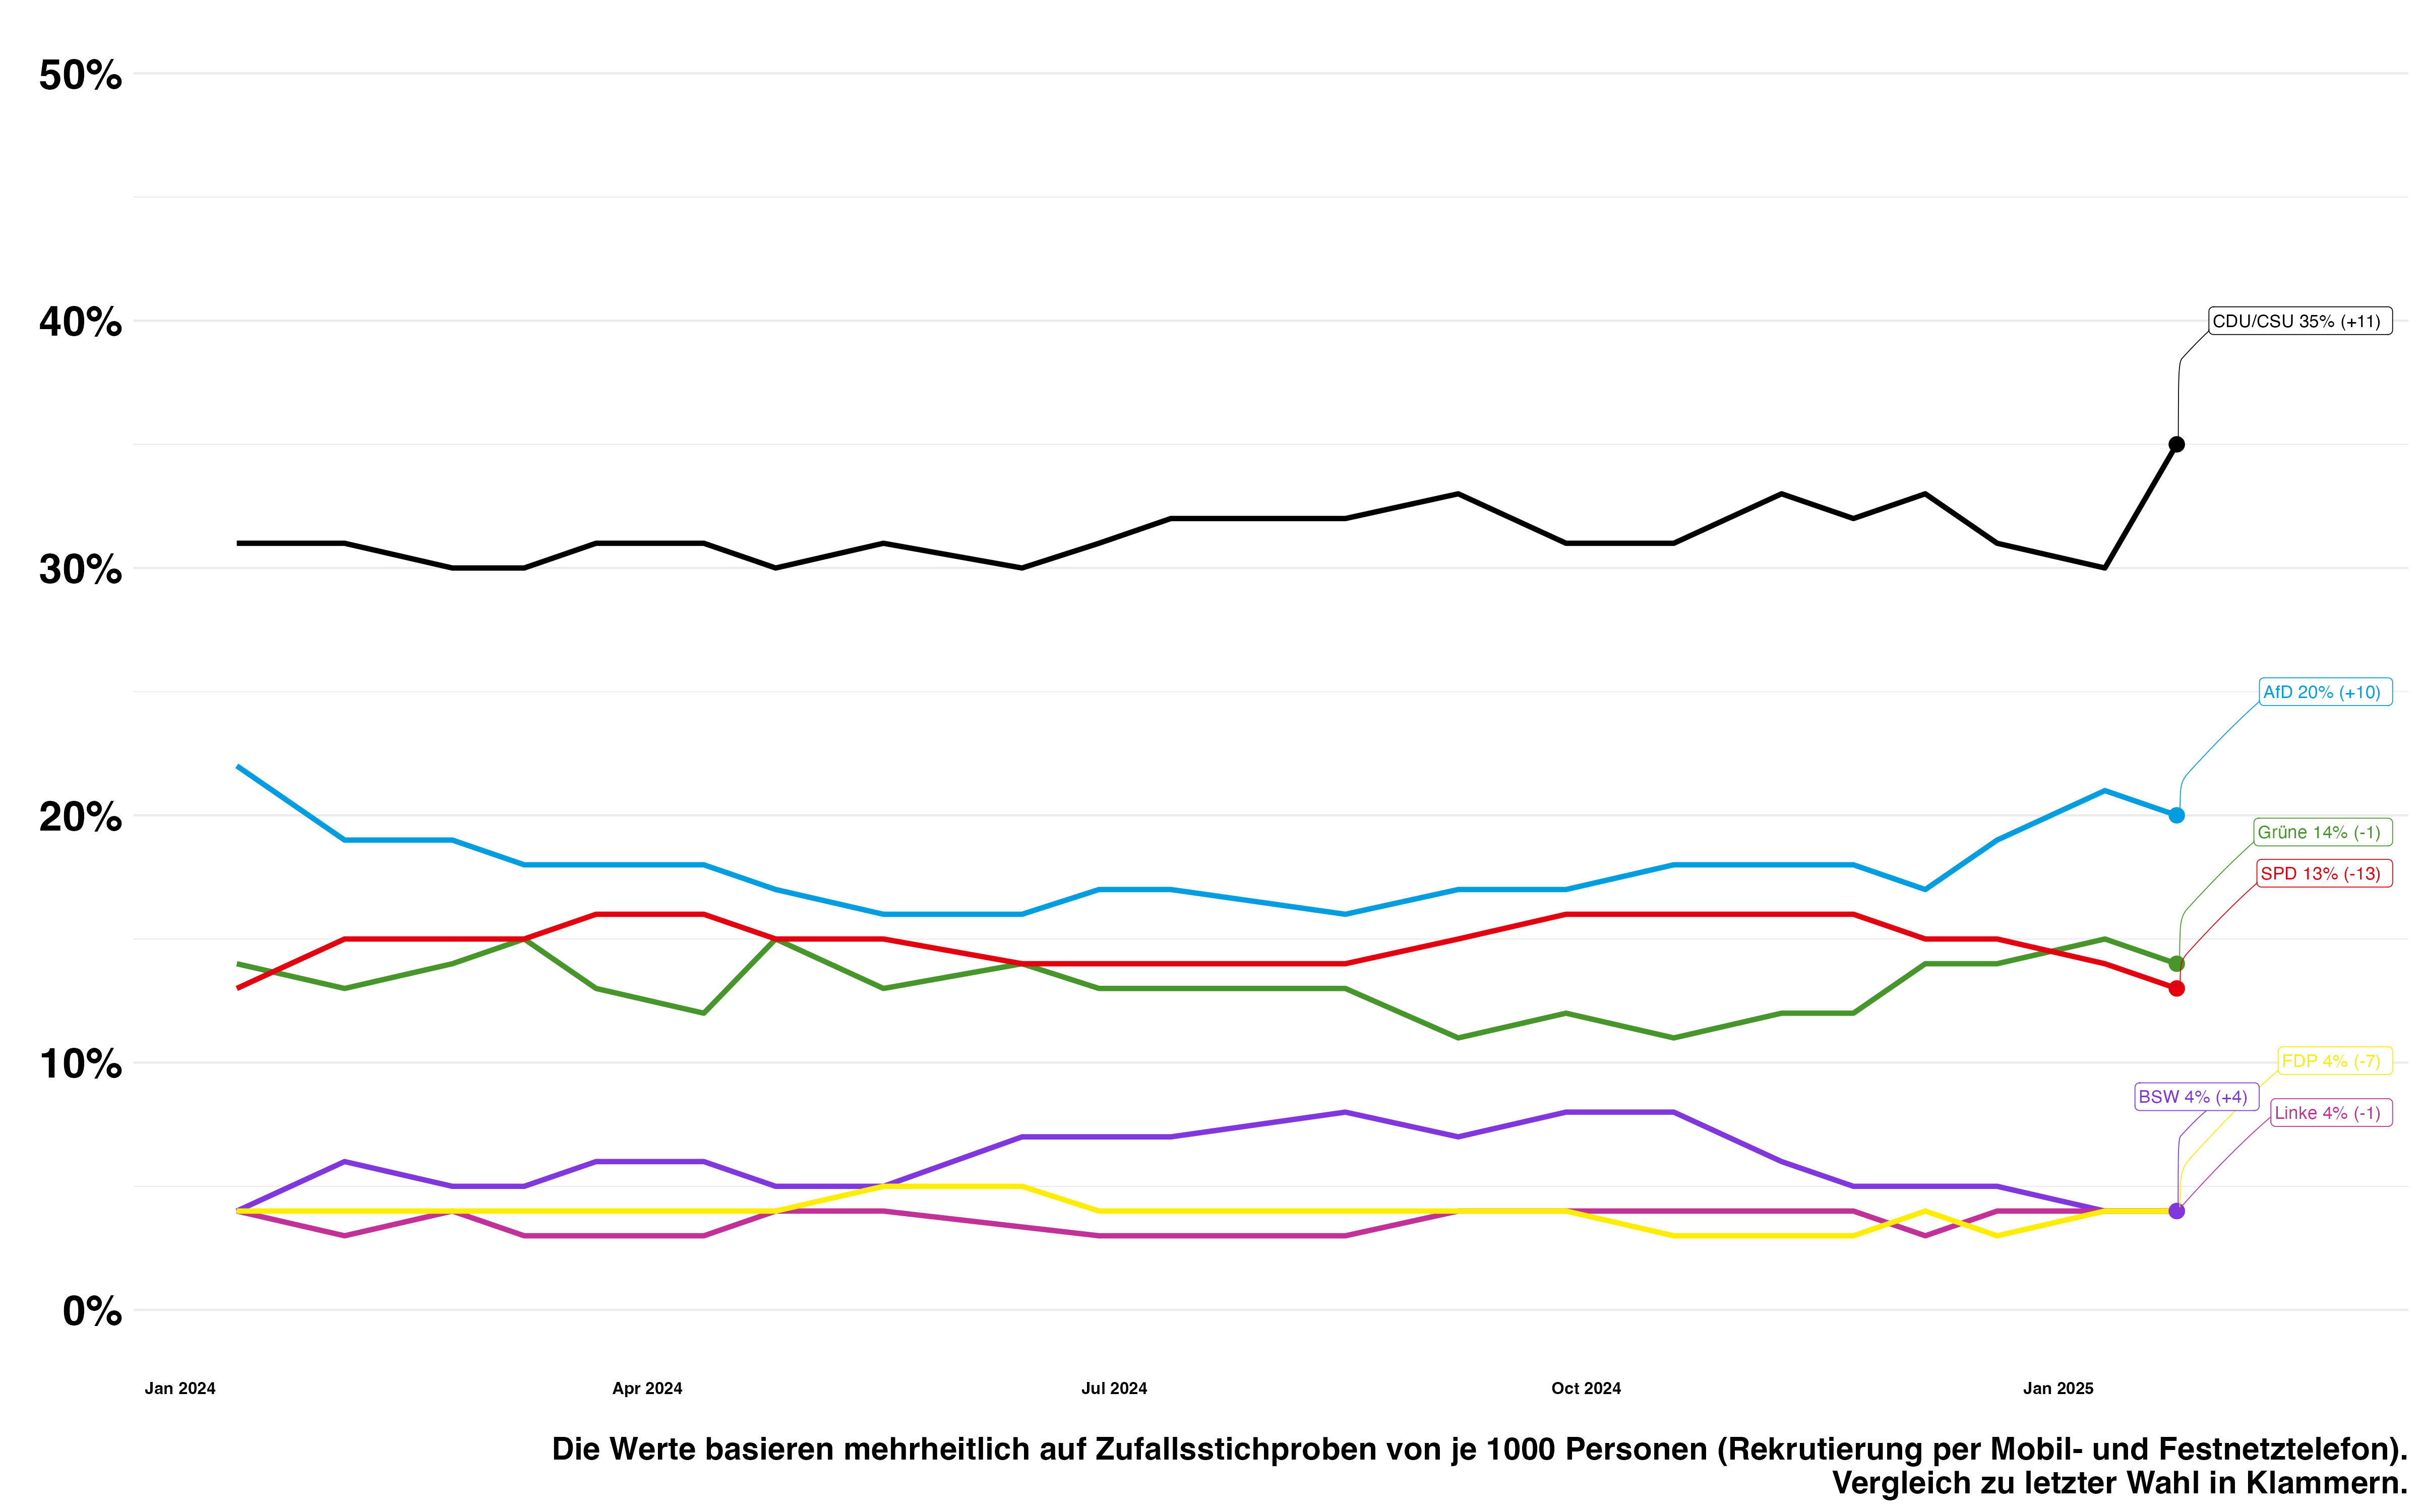 50%
40%
CDU/CSU 35% (+11)
30%
AfD 20% (+10)
20%
Grüne 14% (-1)
SPD 13% (-13)
10%
FDP 4% (-7)
BSW 4% (+4)
Linke 4% (-1)
0%
Jan 2024 Apr 2024 Jul 2024 Oct 2024 Jan 2025
Die Werte basieren mehrheitlich auf Zufallsstichproben von je 1000 Personen (Rekrutierung per Mobil- und Festnetztelefon).
Vergleich zu letzter Wahl in Klammern.